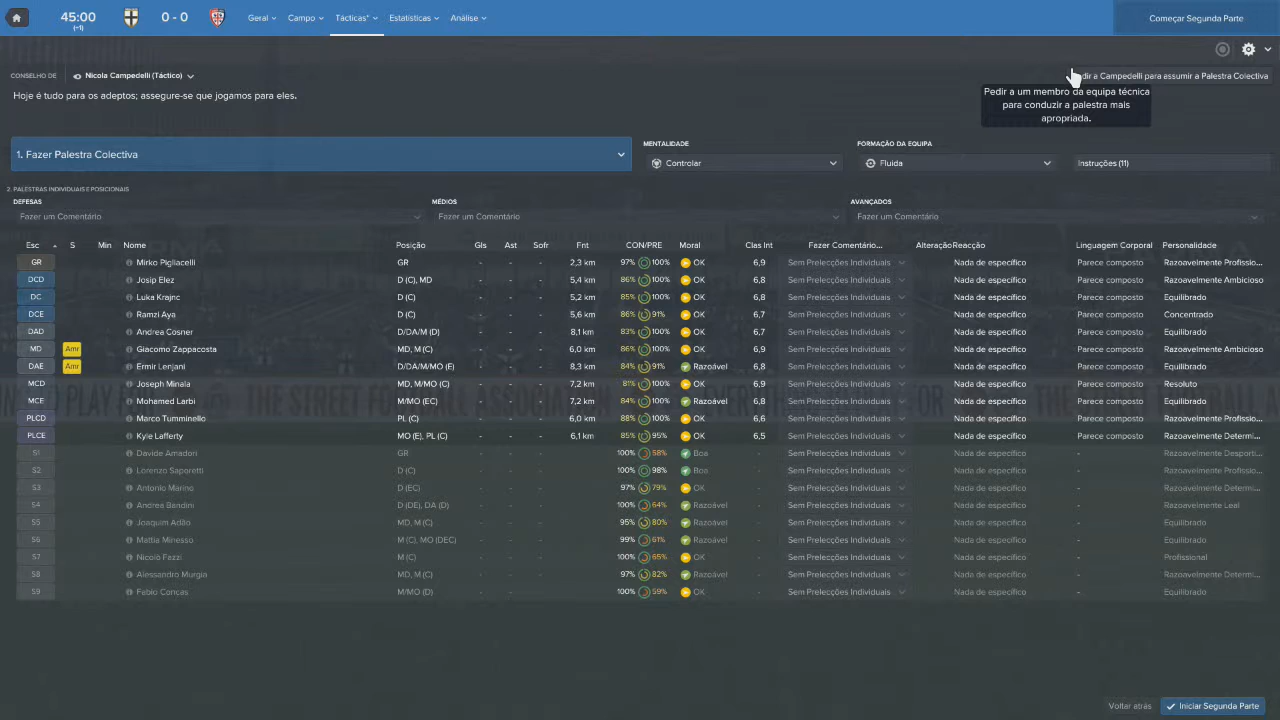 45:00
(-1)
0 - 0
Geral
Campo
Tácticas*
Estatísticas
Análise
Começar Segunda Parte
CONSELHO DE
Nicola Campedelli (Táctico)
dir a Campedelli para assumir a Palestra Colectiva
Hoje é tudo para os adeptos; assegure-se que jogamos para eles.
Pedir a um membro da equipa técnica
para conduzir a palestra mais
apropriada.
1. Fazer Palestra Colectiva
MENTALIDADE
Controlar
FORMAÇÃO DA EQUIPA
Fluída
Instruções (11)
2. PALESTRAS INDIVIDUAIS E POSICIONAIS
DEFESAS
MÉDIOS
AVANÇADOS
Fazer um Comentário
Fazer um Comentário
Fazer um Comentário
Esc S Min Nome Posição Gls Ast Sofr Fnt CON/PRE Moral Clas Int Fazer Comentário... Alteração Reacção Linguagem Corporal Personalidade
GR Mirko Pigliacelli GR - - - 2,3 km 97% 100% OK 6,9 Sem Prelecções Individuais Nada de específico Parece composto Razoavelmente Profissio...
DCD Josip Elez D (C), MD - - - 5,4 km 86% 100% OK 6,8 Sem Prelecções Individuais Nada de específico Parece composto Razoavelmente Ambicioso
DC Luka Krajnc D (C) - - - 5,2 km 85% 100% OK 6,8 Sem Prelecções Individuais Nada de específico Parece composto Equilibrado
DCE Ramzi Aya D (C) - - - 5,6 km 86% 91% OK 6,7 Sem Prelecções Individuais Nada de específico Parece composto Concentrado
DAD Andrea Cosner D/DA/M (D) - - - 8,1 km 83% 100% OK 6,7 Sem Prelecções Individuais Nada de específico Parece composto Equilibrado
MD Amr Giacomo Zappacosta MD, M (C) - - - 6,0 km 86% 100% OK 6,9 Sem Prelecções Individuais Nada de específico Parece composto Razoavelmente Ambicioso
DAE Amr Ermir Lenjani D/DA/M/MO (E) - - - 8,3 km 84% 91% Razoável 6,8 Sem Prelecções Individuais Nada de específico Parece composto Equilibrado
MCD Joseph Minala MD, M/MO (C) - - - 7,2 km 81% 100% OK 6,9 Sem Prelecções Individuais Nada de específico Parece composto Resoluto
MCE Mohamed Larbi M/MO (EC) - - - 7,2 km 84% 100% Razoável 6,8 Sem Prelecções Individuais Nada de específico Parece composto Equilibrado
PLCD Marco Tumminello PL (C) - - - 6,0 km 88% 100% OK 6,6 Sem Prelecções Individuais Nada de específico Parece composto Razoavelmente Profissio...
PLCE Kyle Lafferty MO (E), PL (C) - - - 6,1 km 85% 95% OK 6,5 Sem Prelecções Individuais Nada de específico Parece composto Razoavelmente Determi...
S1 Davide Amadori GR - - - 100% 58% Boa - Sem Prelecções Individuais Nada de específico - Razoavelmente Desporti...
S2 Lorenzo Saporetti D (C) - - - 100% 98% Boa - Sem Prelecções Individuais Nada de específico - Razoavelmente Profissio...
S3 Antonio Marino D (EC) - - - 97% 79% OK - Sem Prelecções Individuais Nada de específico - Razoavelmente Determi...
S4 Andrea Bandini D (DE), DA (D) - - - 100% 64% Razoável - Sem Prelecções Individuais Nada de específico - Razoavelmente Leal
S5 Joaquim Adão MD, M (C) - - - 95% 80% OK - Sem Prelecções Individuais Nada de específico - Equilibrado
S6 Mattia Minesso M (C), MO (DEC) - - - 99% 61% Razoável - Sem Prelecções Individuais Nada de específico - Equilibrado
S7 Nicolò Fazzi M (C) - - - 100% 65% OK - Sem Prelecções Individuais Nada de específico - Profissional
S8 Alessandro Murgia MD, M (C) - - - 97% 82% Razoável - Sem Prelecções Individuais Nada de específico - Razoavelmente Determi...
S9 Fabio Concas M/MO (D) - - - 100% 59% OK - Sem Prelecções Individuais Nada de específico - Equilibrado
Voltar atrás
Iniciar Segunda Parte